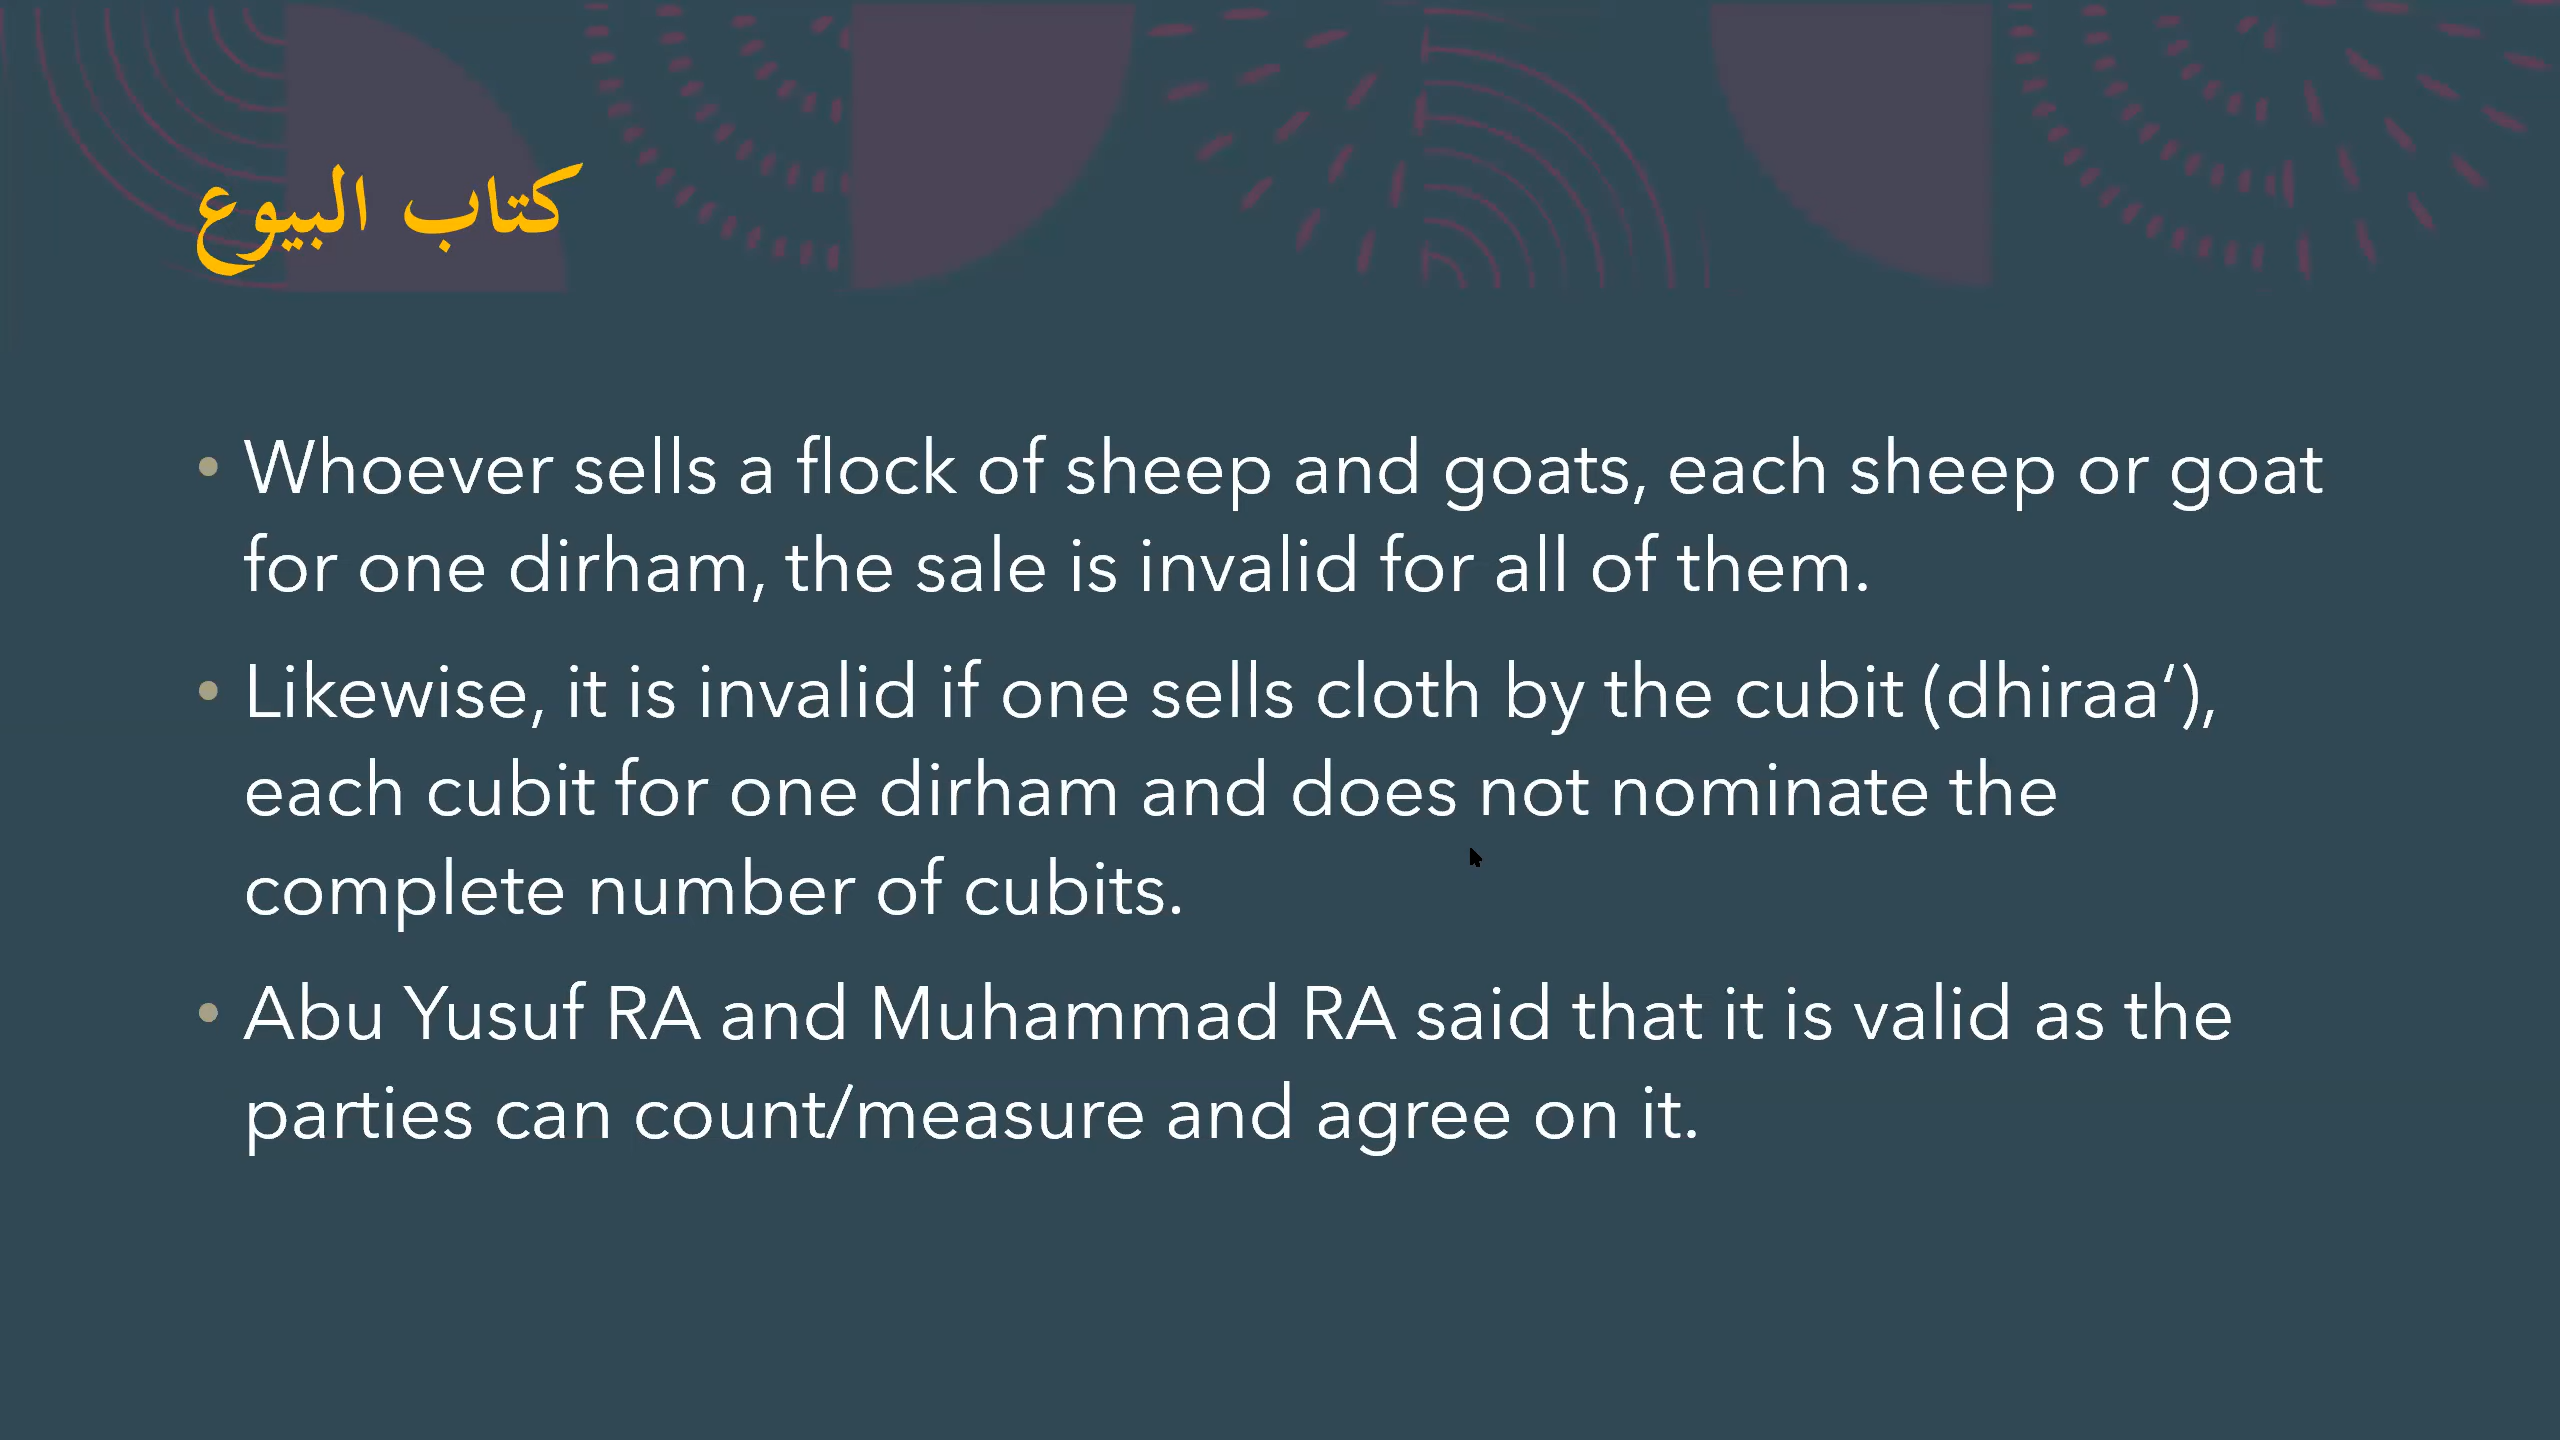 كتاب البيوع
• Whoever sells a flock of sheep and goats, each sheep or goat
for one dirham, the sale is invalid for all of them.
• Likewise, it is invalid if one sells cloth by the cubit (dhiraa‘),
each cubit for one dirham and does not nominate the
complete number of cubits.
• Abu Yusuf RA and Muhammad RA said that it is valid as the
parties can count/measure and agree on it.